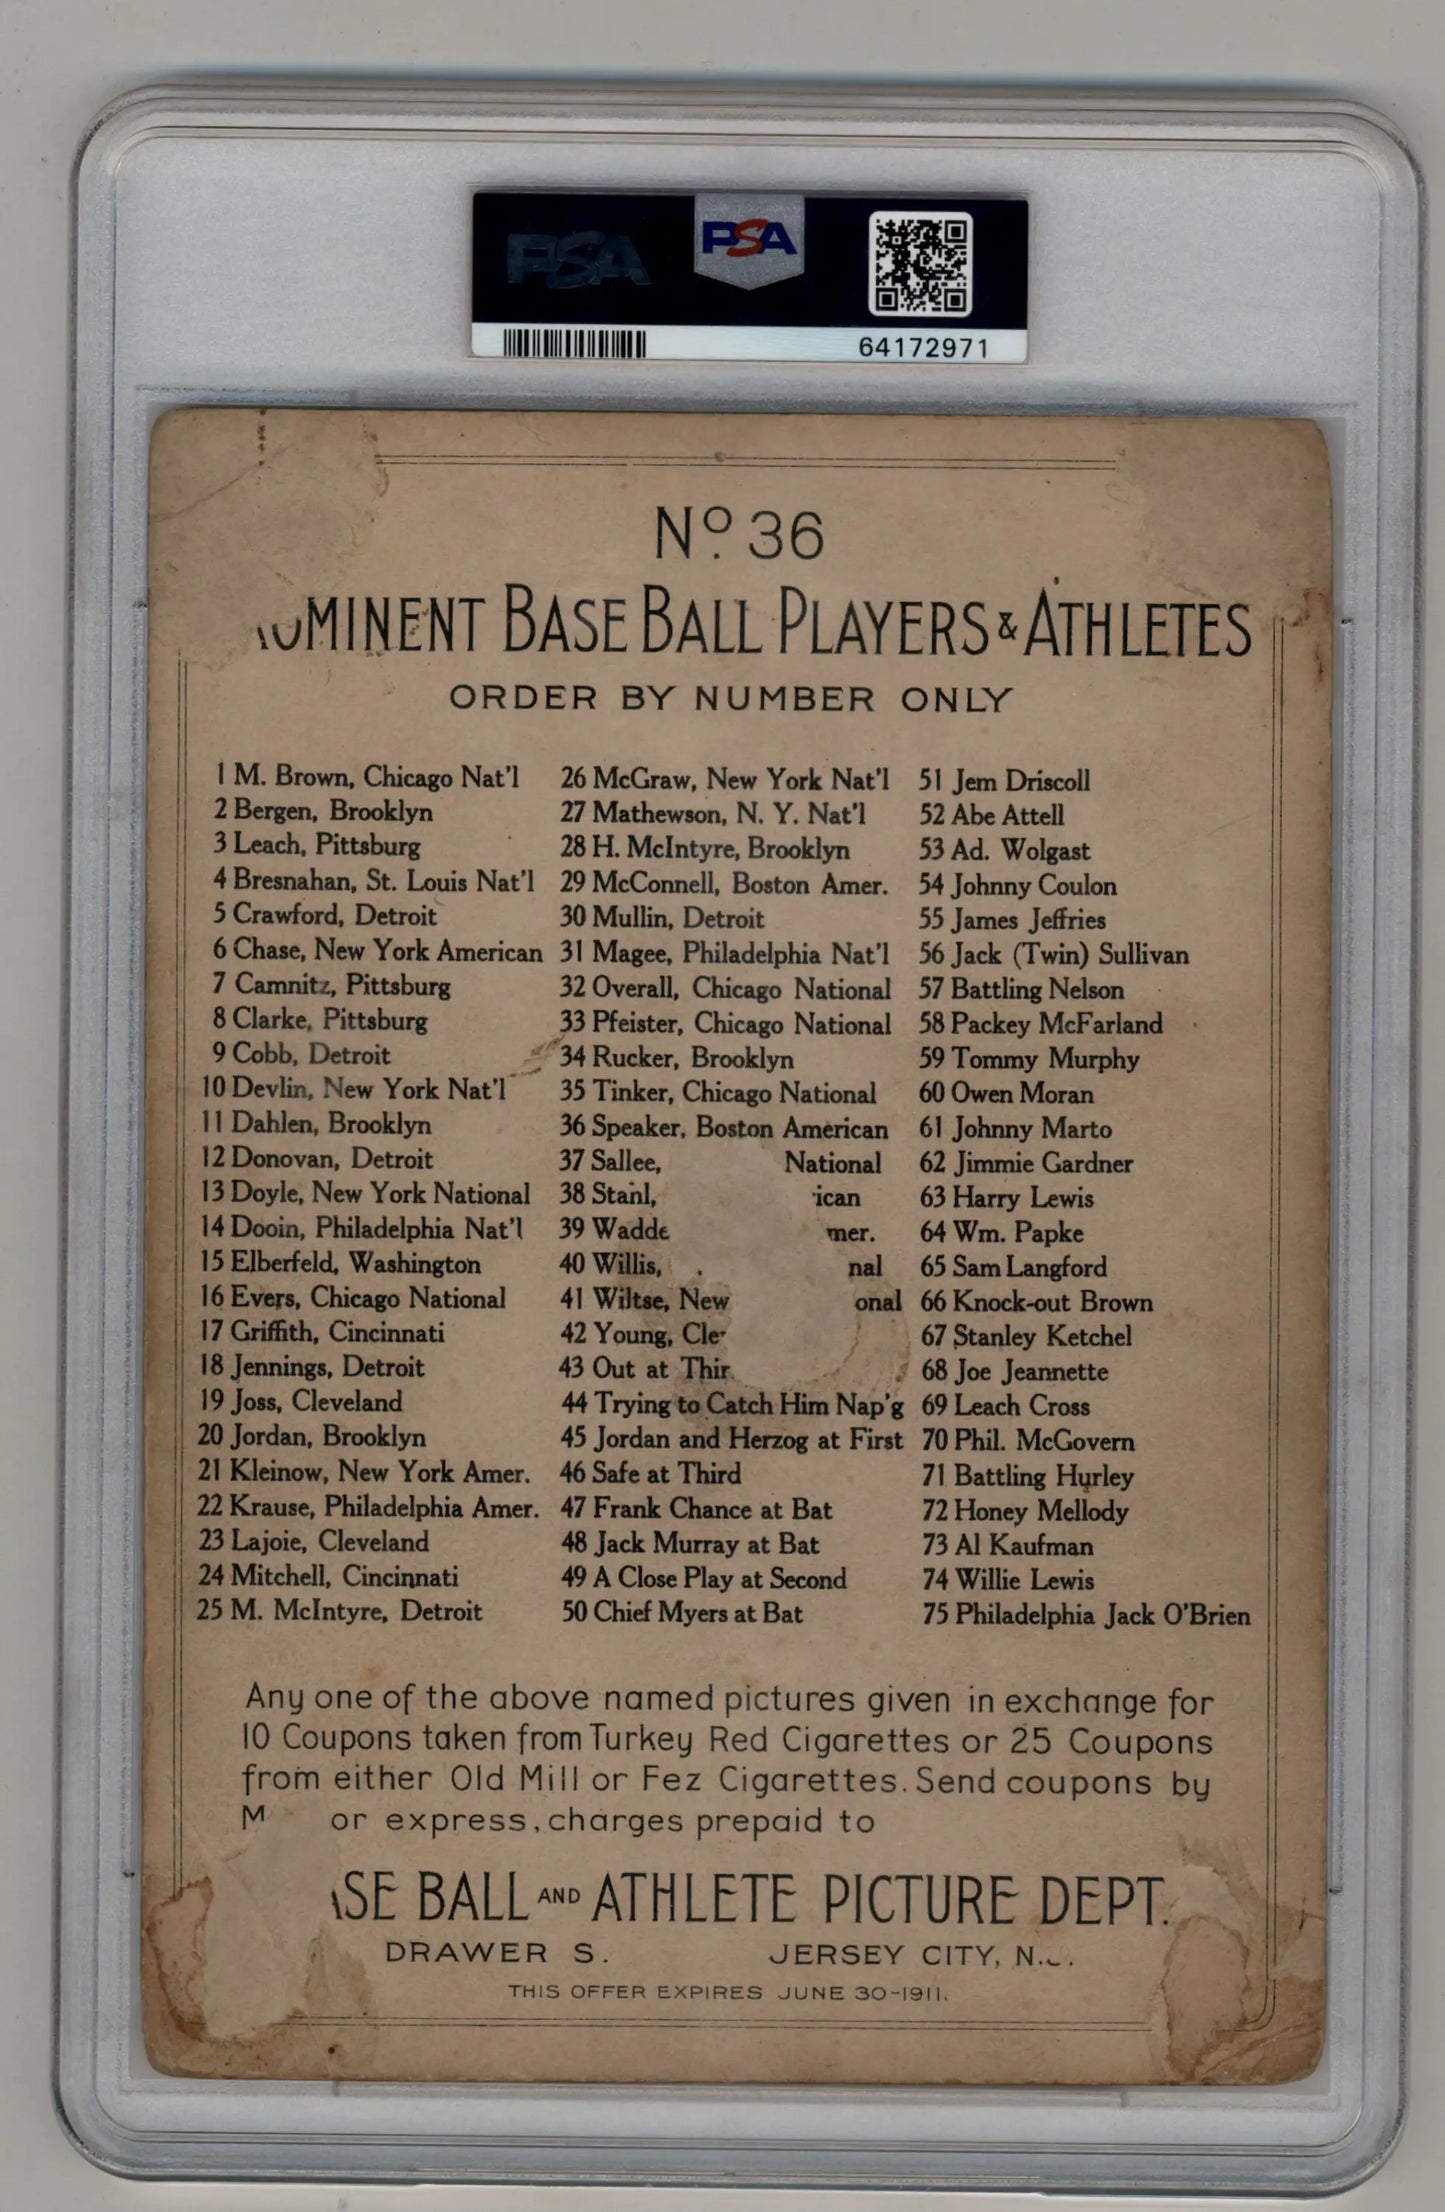 PSA
PSA
64172971
No. 36
OMINENT BASE BALL PLAYERS & ATHLETES
ORDER BY NUMBER ONLY
1 M. Brown, Chicago Nat'l
2 Bergen, Brooklyn
3 Leach, Pittsburg
4 Bresnahan, St. Louis Nat'l
5 Crawford, Detroit
6 Chase, New York American
7 Camnitz, Pittsburg
8 Clarke, Pittsburg
9 Cobb, Detroit
10 Devlin, New York Nat'l
11 Dahlen, Brooklyn
12 Donovan, Detroit
13 Doyle, New York National
14 Dooin, Philadelphia Nat'l
15 Elberfeld, Washington
16 Evers, Chicago National
17 Griffith, Cincinnati
18 Jennings, Detroit
19 Joss, Cleveland
20 Jordan, Brooklyn
21 Kleinow, New York Amer.
22 Krause, Philadelphia Amer.
23 Lajoie, Cleveland
24 Mitchell, Cincinnati
25 M. McIntyre, Detroit
26 McGraw, New York Nat'l
27 Mathewson, N. Y. Nat'l
28 H. McIntyre, Brooklyn
29 McConnell, Boston Amer.
30 Mullin, Detroit
31 Magee, Philadelphia Nat'l
32 Overall, Chicago National
33 Pfeister, Chicago National
34 Rucker, Brooklyn
35 Tinker, Chicago National
36 Speaker, Boston American
37 Sallee, National
38 Stahl, ican
39 Wadde mer.
40 Willis, nal
41 Wiltse, New onal
42 Young, Cle
43 Out at Thir
44 Trying to Catch Him Nap'g
45 Jordan and Herzog at First
46 Safe at Third
47 Frank Chance at Bat
48 Jack Murray at Bat
49 A Close Play at Second
50 Chief Myers at Bat
51 Jem Driscoll
52 Abe Attell
53 Ad. Wolgast
54 Johnny Coulon
55 James Jeffries
56 Jack (Twin) Sullivan
57 Battling Nelson
58 Packey McFarland
59 Tommy Murphy
60 Owen Moran
61 Johnny Marto
62 Jimmie Gardner
63 Harry Lewis
64 Wm. Papke
65 Sam Langford
66 Knock-out Brown
67 Stanley Ketchel
68 Joe Jeannette
69 Leach Cross
70 Phil. McGovern
71 Battling Hurley
72 Honey Mellody
73 Al Kaufman
74 Willie Lewis
75 Philadelphia Jack O'Brien
Any one of the above named pictures given in exchange for
10 Coupons taken from Turkey Red Cigarettes or 25 Coupons
from either Old Mill or Fez Cigarettes. Send coupons by
M or express, charges prepaid to
SE BALL AND ATHLETE PICTURE DEPT.
DRAWER S. JERSEY CITY, N.J.
THIS OFFER EXPIRES JUNE 30-1911.